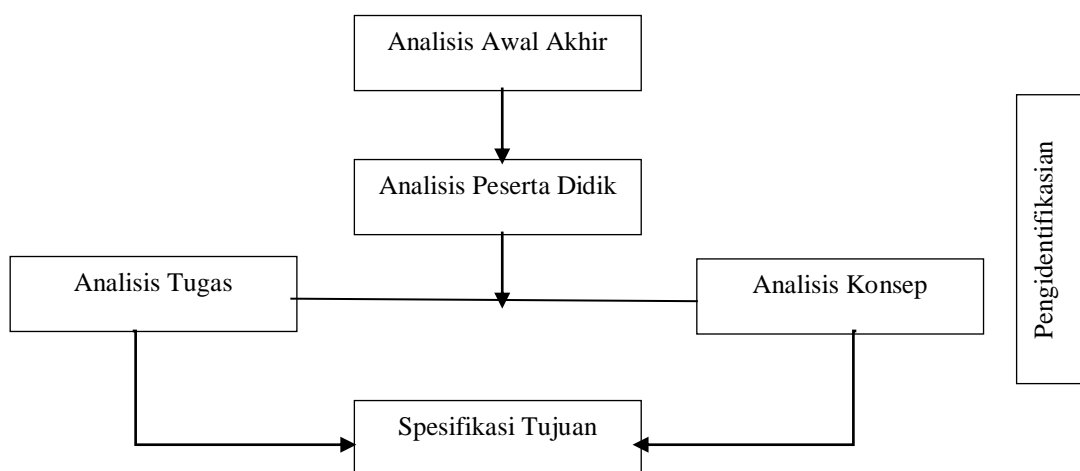 Analisis Awal Akhir
Analisis Peserta Didik
Analisis Tugas
Analisis Konsep
Spesifikasi Tujuan
Pengidentifikasian